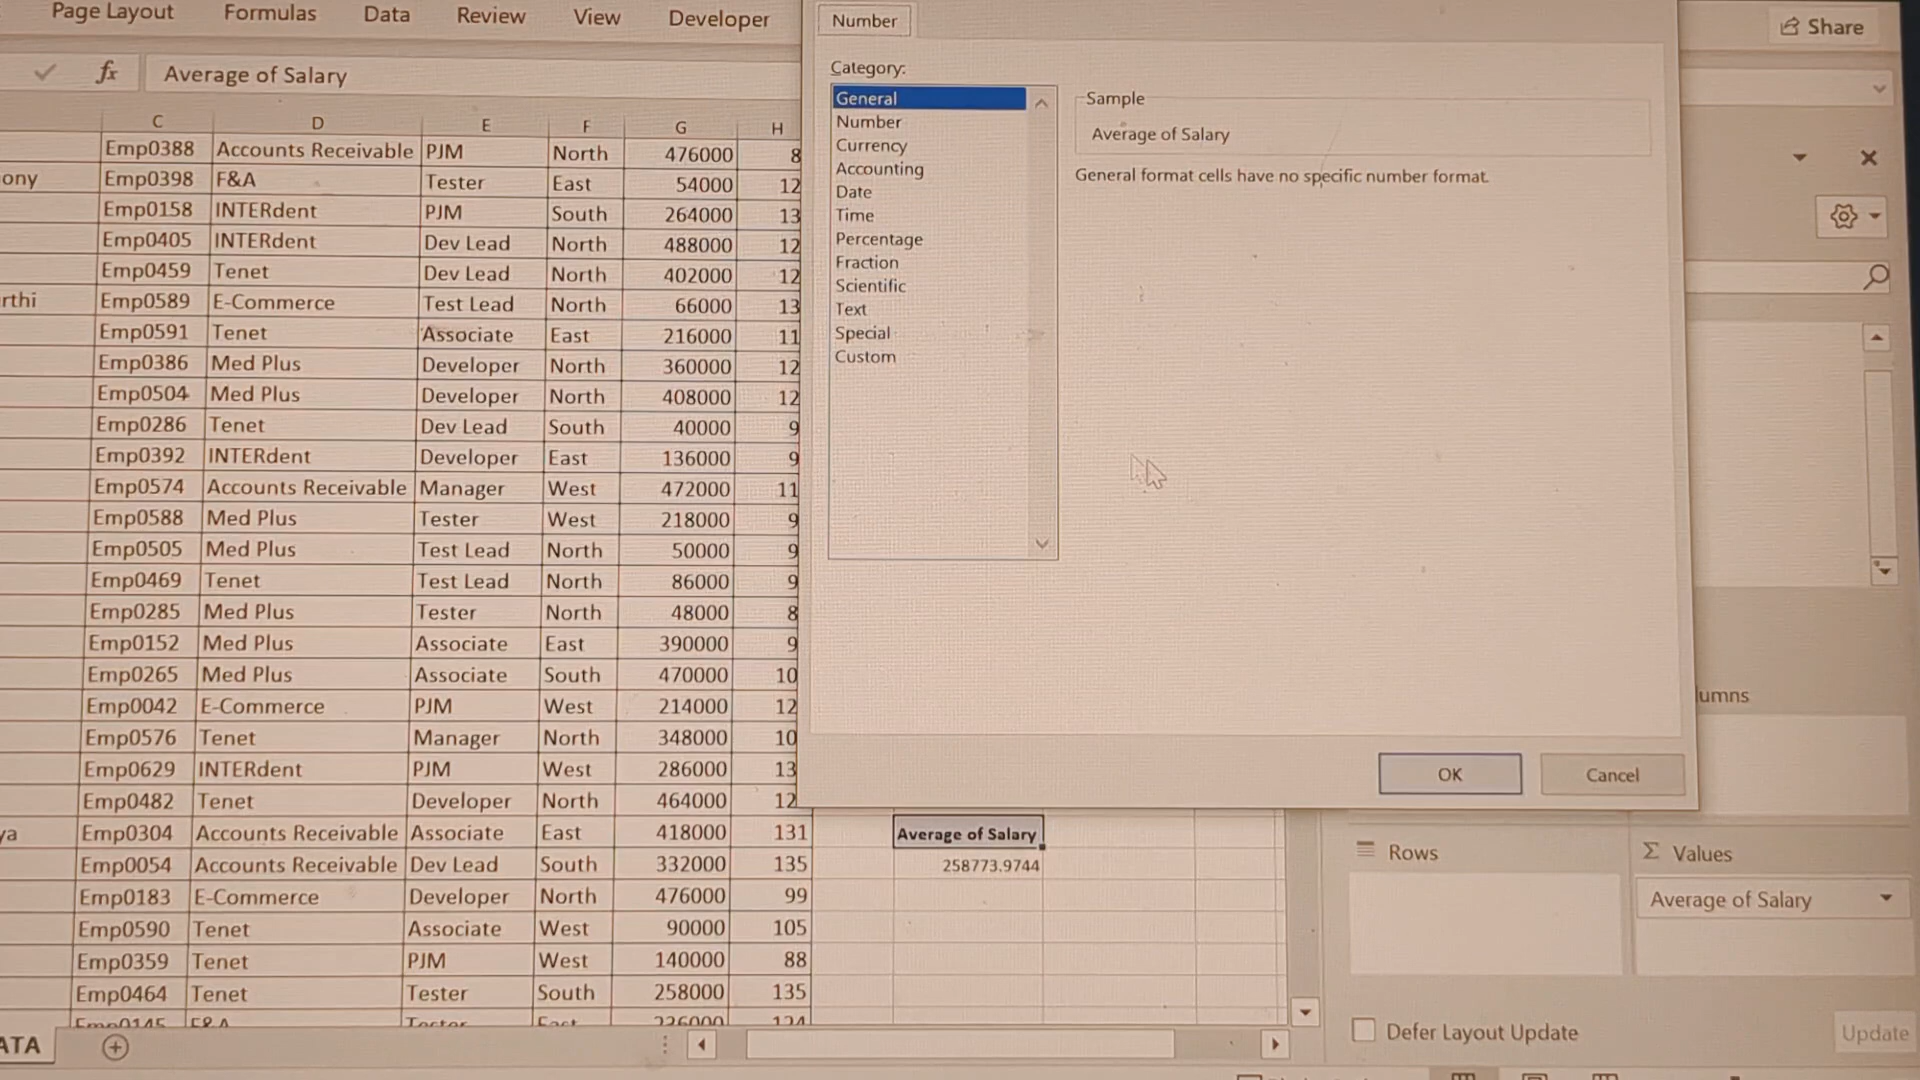 Page Layout Formulas Data Review View Developer
Share
fx Average of Salary
C D E F G H
Emp0388 Accounts Receivable PJM North 476000 8
ony Emp0398 F&A Tester East 54000 12
Emp0158 INTERdent PJM South 264000 13
Emp0405 INTERdent Dev Lead North 488000 12
Emp0459 Tenet Dev Lead North 402000 12
rthi Emp0589 E-Commerce Test Lead North 66000 13
Emp0591 Tenet Associate East 216000 11
Emp0386 Med Plus Developer North 360000 12
Emp0504 Med Plus Developer North 408000 12
Emp0286 Tenet Dev Lead South 40000 9
Emp0392 INTERdent Developer East 136000 9
Emp0574 Accounts Receivable Manager West 472000 11
Emp0588 Med Plus Tester West 218000 9
Emp0505 Med Plus Test Lead North 50000 9
Emp0469 Tenet Test Lead North 86000 9
Emp0285 Med Plus Tester North 48000 8
Emp0152 Med Plus Associate East 390000 9
Emp0265 Med Plus Associate South 470000 10
Emp0042 E-Commerce PJM West 214000 12
Emp0576 Tenet Manager North 348000 10
Emp0629 INTERdent PJM West 286000 13
Emp0482 Tenet Developer North 464000 12
ya Emp0304 Accounts Receivable Associate East 418000 131
Emp0054 Accounts Receivable Dev Lead South 332000 135
Emp0183 E-Commerce Developer North 476000 99
Emp0590 Tenet Associate West 90000 105
Emp0359 Tenet PJM West 140000 88
Emp0464 Tenet Tester South 258000 135
Emp0145 F&A Tester East 226000 124
ATA
Number
Category:
General
Number
Currency
Accounting
Date
Time
Percentage
Fraction
Scientific
Text
Special
Custom
Sample
Average of Salary
General format cells have no specific number format.
OK Cancel
Average of Salary
258773.9744
lumns
Rows
Σ Values
Average of Salary
Defer Layout Update
Update